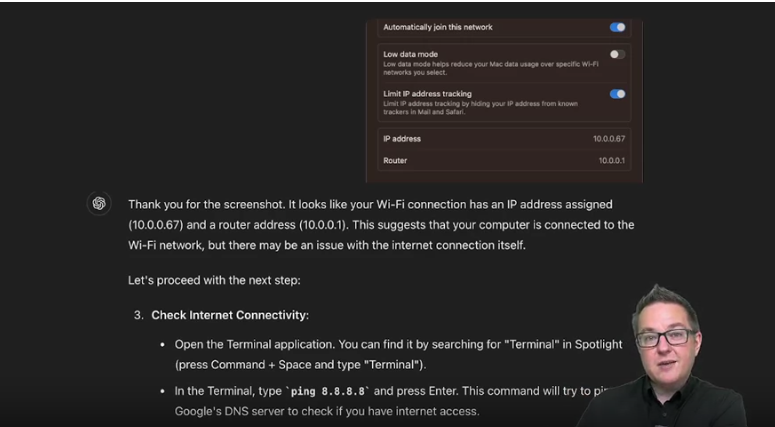 Automatically join this network
Low data mode
Low data mode helps reduce your Mac data usage over specific Wi-Fi
networks you select.
Limit IP address tracking
Limit IP address tracking by hiding your IP address from known
trackers in Mail and Safari.
IP address 10.0.0.67
Router 10.0.0.1
Thank you for the screenshot. It looks like your Wi-Fi connection has an IP address assigned
(10.0.0.67) and a router address (10.0.0.1). This suggests that your computer is connected to the
Wi-Fi network, but there may be an issue with the internet connection itself.
Let's proceed with the next step:
3. Check Internet Connectivity:
• Open the Terminal application. You can find it by searching for "Terminal" in Spotlight
(press Command + Space and type "Terminal").
• In the Terminal, type `ping 8.8.8.8` and press Enter. This command will try to
Google's DNS server to check if you have internet access.